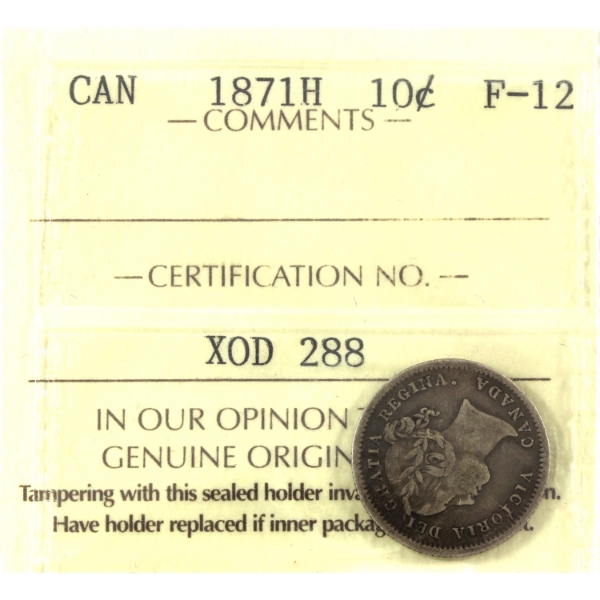 CAN 1871H 10¢ F-12
— COMMENTS —
— CERTIFICATION NO. —
XOD 288
IN OUR OPINION
GENUINE ORIGIN
Tampering with this sealed holder inva n.
Have holder replaced if inner packag t.
VICTORIA DEI GRATIA REGINA. CANADA